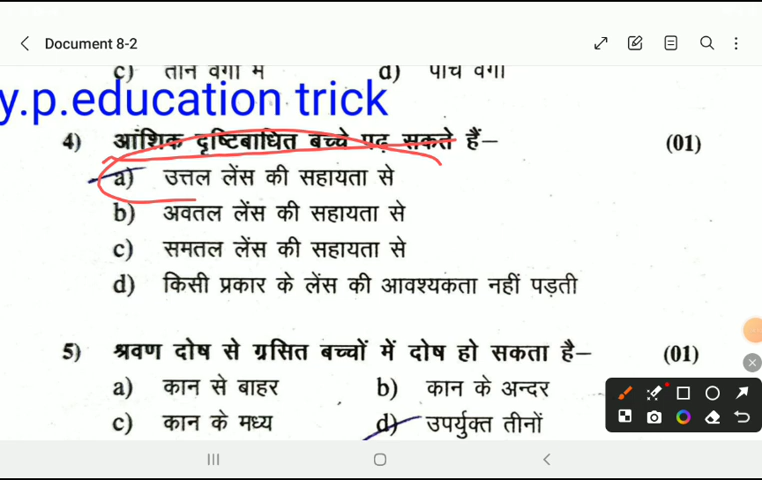 Document 8-2
c) तीन वर्गों में d) पाँच वर्गों
y.p.education trick
4) आंशिक दृष्टिबाधित बच्चे पढ़ सकते हैं– (01)
a) उत्तल लेंस की सहायता से
b) अवतल लेंस की सहायता से
c) समतल लेंस की सहायता से
d) किसी प्रकार के लेंस की आवश्यकता नहीं पड़ती
5) श्रवण दोष से ग्रसित बच्चों में दोष हो सकता है– (01)
a) कान से बाहर b) कान के अन्दर
c) कान के मध्य d) उपर्युक्त तीनों